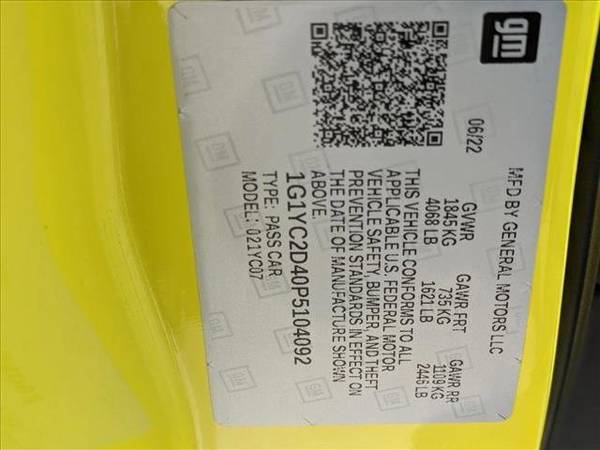 gm
MFD BY GENERAL MOTORS LLC
06/22
GVWR GAWR FRT GAWR RR
1845 KG 735 KG 1109 KG
4068 LB 1621 LB 2446 LB
THIS VEHICLE CONFORMS TO ALL
APPLICABLE U.S. FEDERAL MOTOR
VEHICLE SAFETY, BUMPER, AND THEFT
PREVENTION STANDARDS IN EFFECT ON
THE DATE OF MANUFACTURE SHOWN
ABOVE.
1G1YC2D40P5104092
TYPE: PASS CAR
MODEL: 021YC07